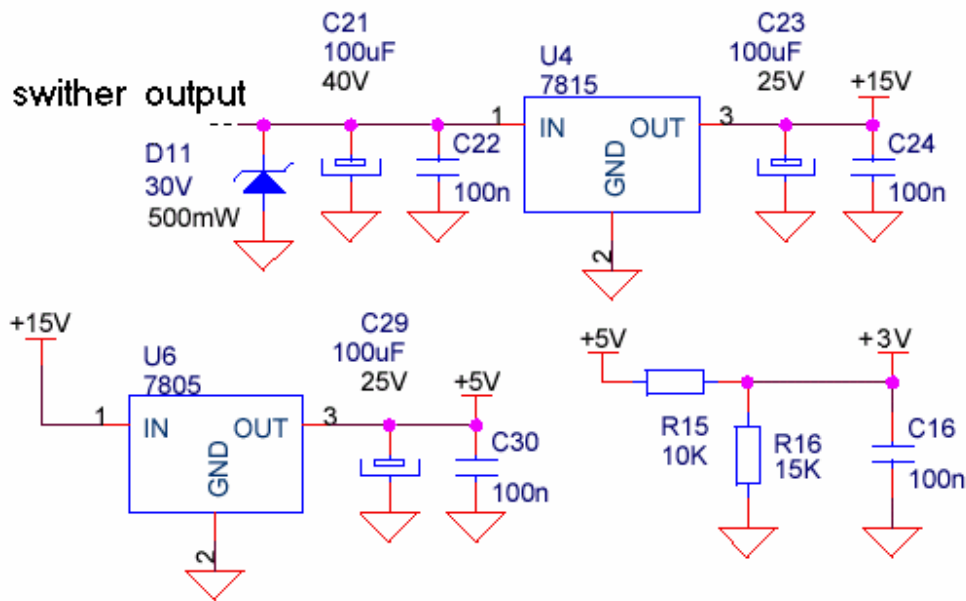 C21
100uF
40V
swither output
D11
30V
500mW
C22
100n
U4
7815
1
IN
OUT
GND
3
2
C23
100uF
25V
+15V
C24
100n
+15V
U6
7805
1
IN
OUT
GND
3
2
C29
100uF
25V
+5V
C30
100n
+5V
R15
10K
R16
15K
+3V
C16
100n